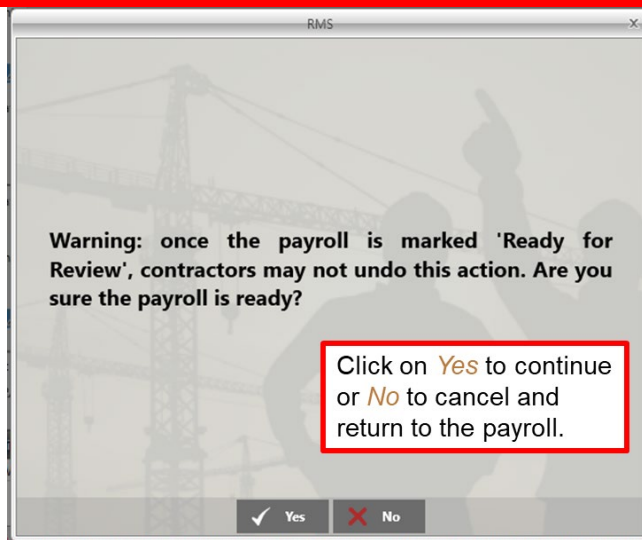 RMS
Warning: once the payroll is marked 'Ready for
Review', contractors may not undo this action. Are you
sure the payroll is ready?
Click on Yes to continue
or No to cancel and
return to the payroll.
Yes No